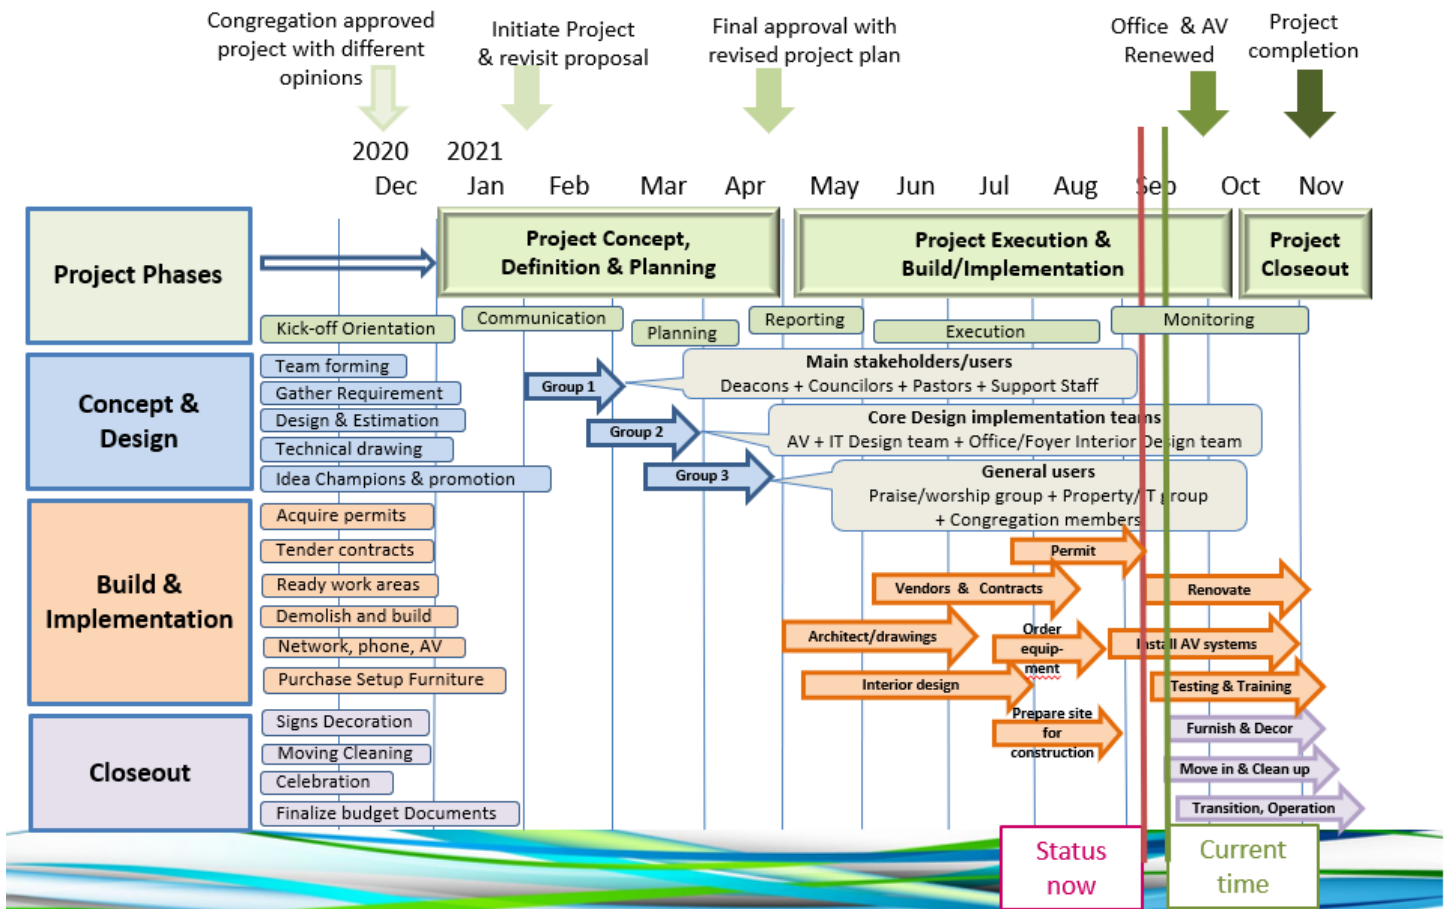 Congregation approved
project with different
opinions
Initiate Project
& revisit proposal
Final approval with
revised project plan
Office & AV
Renewed
Project
completion
2020
2021
Dec
Jan
Feb
Mar
Apr
May
Jun
Jul
Aug
Sep
Oct
Nov
Project Phases
Project Concept,
Definition & Planning
Project Execution &
Build/Implementation
Project
Closeout
Kick-off Orientation
Communication
Planning
Reporting
Execution
Monitoring
Concept &
Design
Team forming
Gather Requirement
Design & Estimation
Technical drawing
Idea Champions & promotion
Group 1
Main stakeholders/users
Deacons + Councilors + Pastors + Support Staff
Group 2
Core Design implementation teams
AV + IT Design team + Office/Foyer Interior Design team
Group 3
General users
Praise/worship group + Property/IT group
+ Congregation members
Build &
Implementation
Acquire permits
Tender contracts
Ready work areas
Demolish and build
Network, phone, AV
Purchase Setup Furniture
Permit
Vendors & Contracts
Renovate
Architect/drawings
Order
equip-
ment
Install AV systems
Interior design
Testing & Training
Prepare site
for
construction
Closeout
Signs Decoration
Moving Cleaning
Celebration
Finalize budget Documents
Furnish & Decor
Move in & Clean up
Transition, Operation
Status
now
Current
time